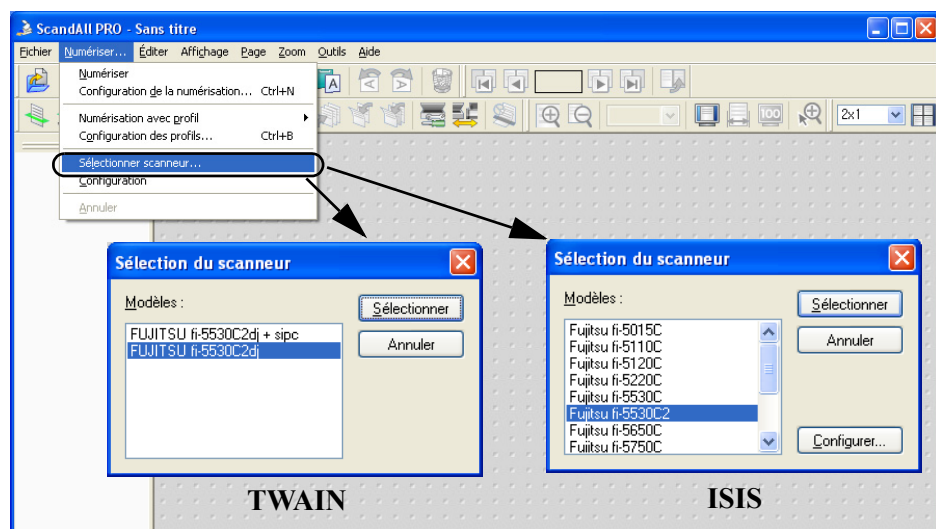 ScandAll PRO - Sans titre
Fichier Numériser... Éditer Affichage Page Zoom Outils Aide
Numériser
Configuration de la numérisation... Ctrl+N
Numérisation avec profil
Configuration des profils... Ctrl+B
Sélectionner scanneur...
Configuration
Annuler
A
100
2x1
Sélection du scanneur
Modèles :
FUJITSU fi-5530C2dj + sipc
FUJITSU fi-5530C2dj
Sélectionner
Annuler
TWAIN
Sélection du scanneur
Modèles :
Fujitsu fi-5015C
Fujitsu fi-5110C
Fujitsu fi-5120C
Fujitsu fi-5220C
Fujitsu fi-5530C
Fujitsu fi-5530C2
Fujitsu fi-5650C
Fujitsu fi-5750C
Sélectionner
Annuler
Configurer...
ISIS